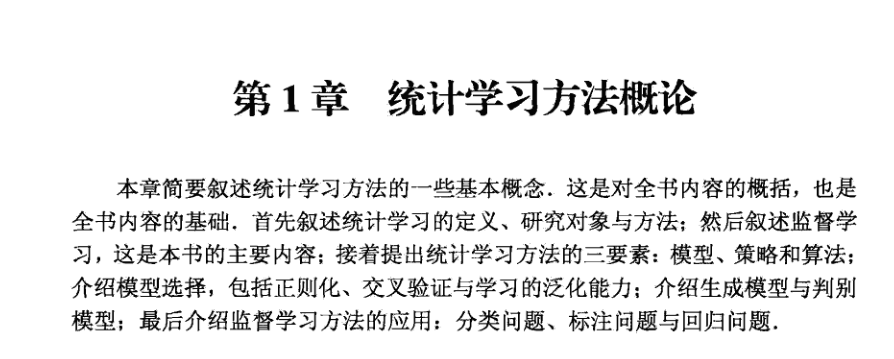 第1章 统计学习方法概论
本章简要叙述统计学习方法的一些基本概念．这是对全书内容的概括，也是
全书内容的基础．首先叙述统计学习的定义、研究对象与方法；然后叙述监督学
习，这是本书的主要内容；接着提出统计学习方法的三要素：模型、策略和算法；
介绍模型选择，包括正则化、交叉验证与学习的泛化能力；介绍生成模型与判别
模型；最后介绍监督学习方法的应用：分类问题、标注问题与回归问题．